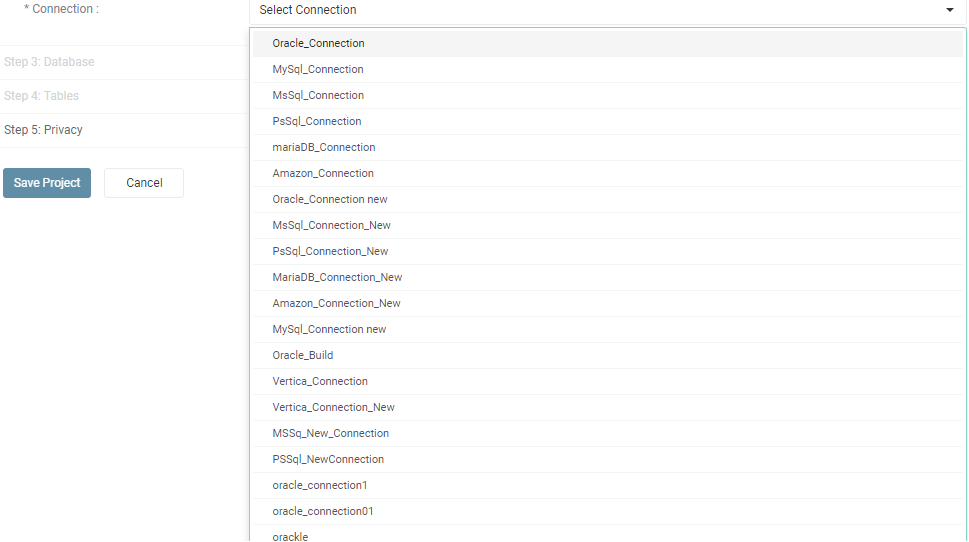 * Connection :
Select Connection
Oracle_Connection
MySql_Connection
Step 3: Database
MsSql_Connection
Step 4: Tables
PsSql_Connection
Step 5: Privacy
mariaDB_Connection
Amazon_Connection
Save Project
Cancel
Oracle_Connection new
MsSql_Connection_New
PsSql_Connection_New
MariaDB_Connection_New
Amazon_Connection_New
MySql_Connection new
Oracle_Build
Vertica_Connection
Vertica_Connection_New
MSSq_New_Connection
PSSql_NewConnection
oracle_connection1
oracle_connection01
orackle